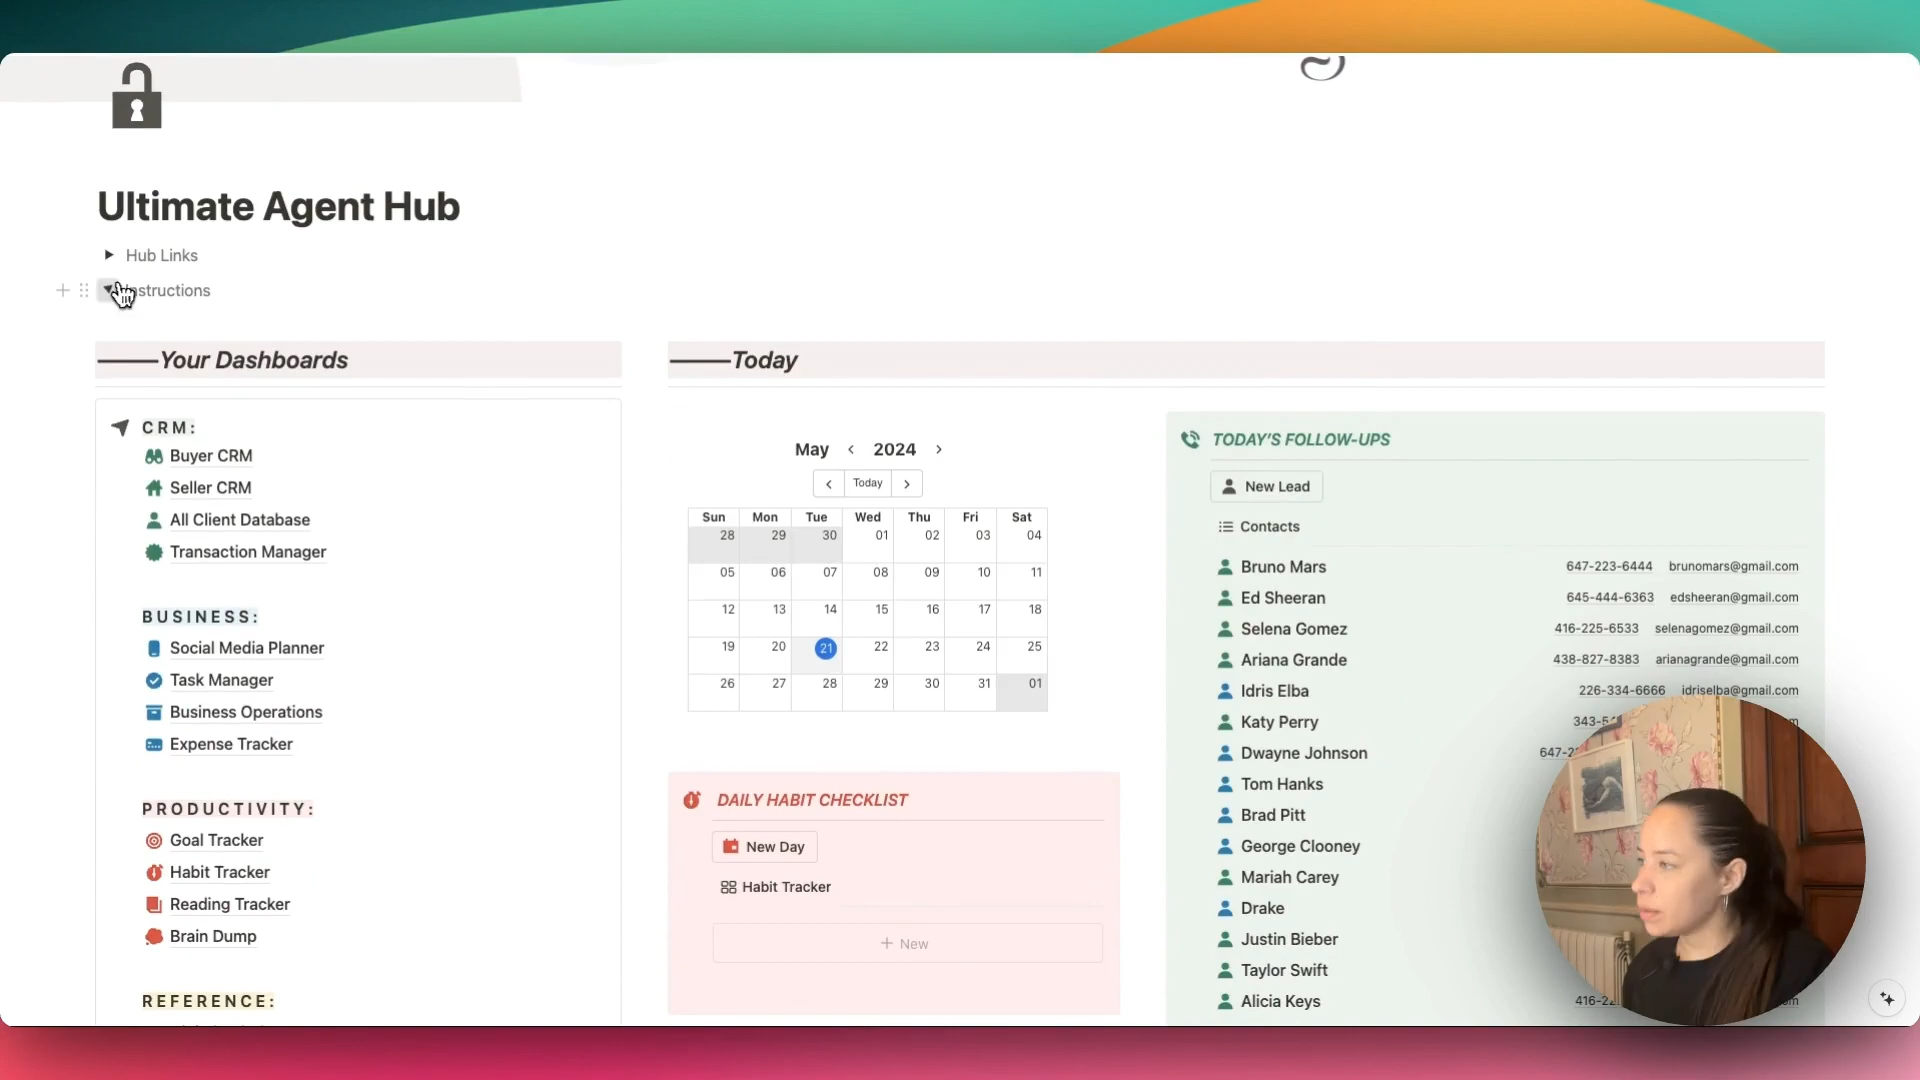 Ultimate Agent Hub
Hub Links
nstructions
Your Dashboards
CRM:
Buyer CRM
Seller CRM
All Client Database
Transaction Manager
BUSINESS:
Social Media Planner
Task Manager
Business Operations
Expense Tracker
PRODUCTIVITY:
Goal Tracker
Habit Tracker
Reading Tracker
Brain Dump
REFERENCE:
Today
May 2024
Today
Sun Mon Tue Wed Thu Fri Sat
28 29 30 01 02 03 04
05 06 07 08 09 10 11
12 13 14 15 16 17 18
19 20 21 22 23 24 25
26 27 28 29 30 31 01
DAILY HABIT CHECKLIST
New Day
Habit Tracker
+ New
TODAY'S FOLLOW-UPS
New Lead
Contacts
Bruno Mars 647-223-6444 brunomars@gmail.com
Ed Sheeran 645-444-6363 edsheeran@gmail.com
Selena Gomez 416-225-6533 selenagomez@gmail.com
Ariana Grande 438-827-8383 arianagrande@gmail.com
Idris Elba 226-334-6666 idriselba@gmail.com
Katy Perry 343-5
Dwayne Johnson 647-2
Tom Hanks
Brad Pitt
George Clooney
Mariah Carey
Drake
Justin Bieber
Taylor Swift
Alicia Keys 416-22